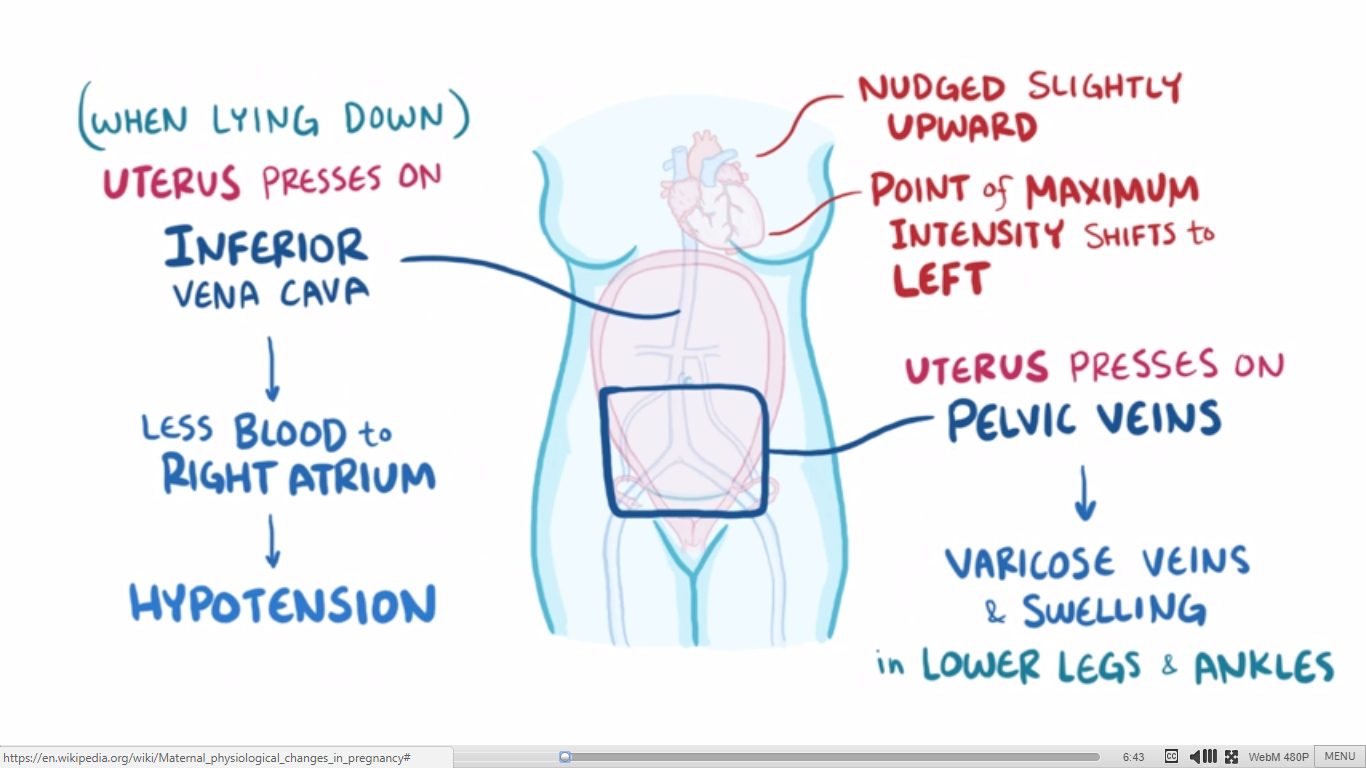 (WHEN LYING DOWN)
UTERUS PRESSES ON
INFERIOR
VENA CAVA
LESS BLOOD to
RIGHT ATRIUM
HYPOTENSION
NUDGED SLIGHTLY
UPWARD
POINT of MAXIMUM
INTENSITY SHIFTS to
LEFT
UTERUS PRESSES ON
PELVIC VEINS
VARICOSE VEINS
& SWELLING
in LOWER LEGS & ANKLES
https://en.wikipedia.org/wiki/Maternal_physiological_changes_in_pregnancy#
6:43 CC WebM 480P MENU